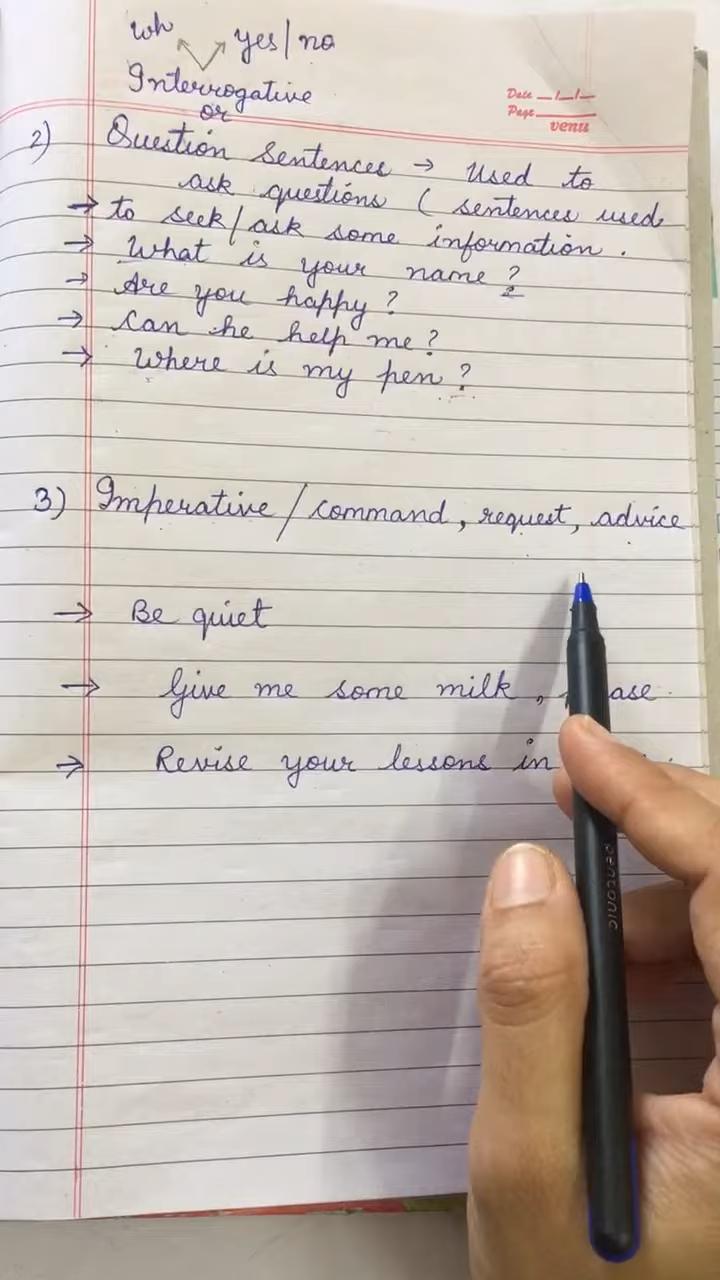 wh yes/no
Interrogative
or
Date _/_/_
Page
venus
2) Question Sentences → Used to
ask questions ( sentences used
→ to seek/ask some information .
→ What is your name ?
→ Are you happy ?
→ Can he help me ?
→ Where is my pen ?
3) Imperative / command , request , advice
→ Be quiet
→ Give me some milk ,
→ Revise your lessons in
pentonic